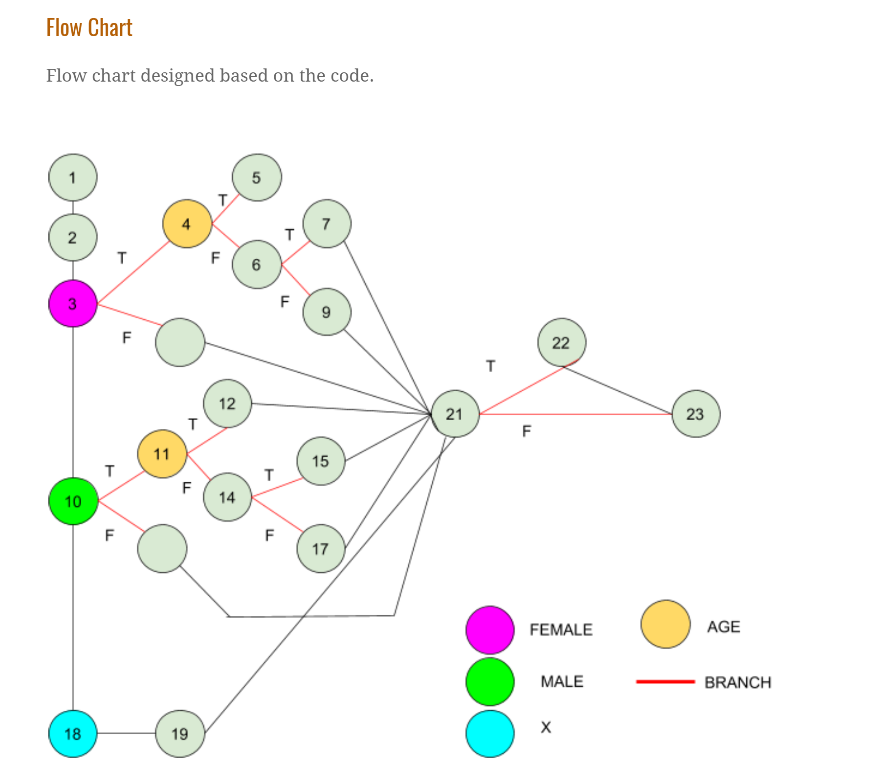 Flow Chart
Flow chart designed based on the code.
1
5
T
4
7
2
T
T
F
6
F
3
9
F
22
T
12
21
23
T
F
11
15
T
T
F
14
10
F
F
17
FEMALE
AGE
MALE
BRANCH
18
19
X